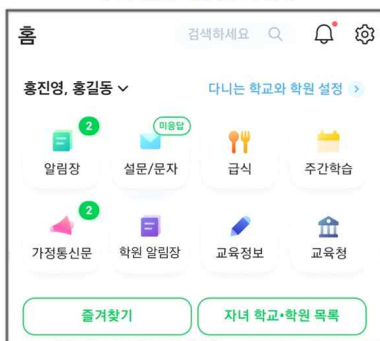 홈
검색하세요
홍진영, 홍길동
다니는 학교와 학원 설정 >
2
미응답
알림장 설문/문자 급식 주간학습
2
가정통신문 학원 알림장 교육정보 교육청
즐겨찾기 자녀 학교•학원 목록